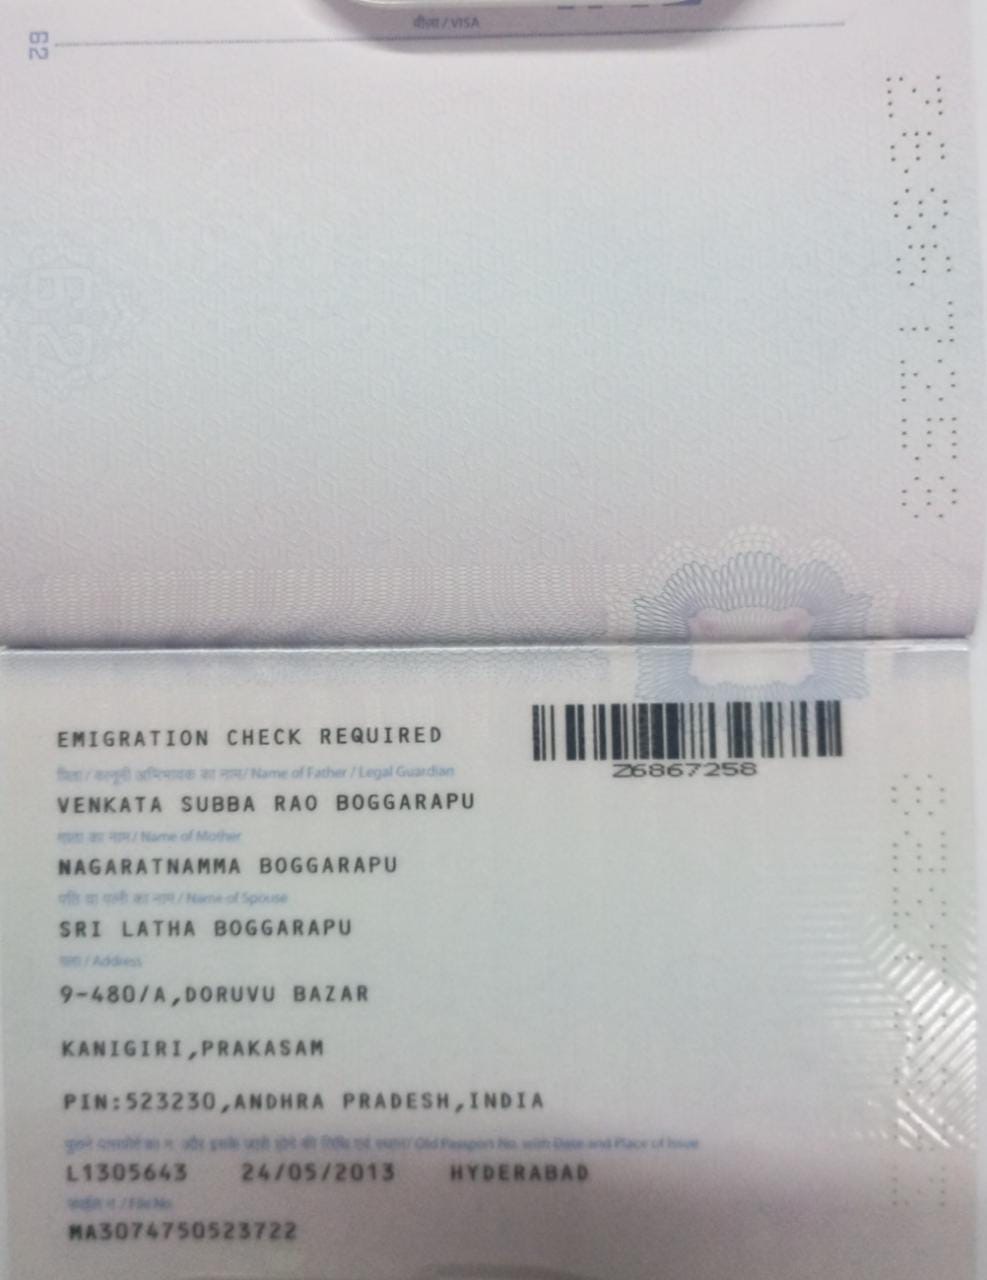 वीज़ा / VISA
62
EMIGRATION CHECK REQUIRED
Z6867258
पिता / कानूनी अभिभावक का नाम / Name of Father / Legal Guardian
VENKATA SUBBA RAO BOGGARAPU
माता का नाम / Name of Mother
NAGARATNAMMA BOGGARAPU
पति या पत्नी का नाम / Name of Spouse
SRI LATHA BOGGARAPU
पता / Address
9-480/A,DORUVU BAZAR
KANIGIRI,PRAKASAM
PIN:523230,ANDHRA PRADESH,INDIA
पुराने पासपोर्ट का न. और इसके जारी होने की तिथि एवं स्थान / Old Passport No. with Date and Place of Issue
L1305643 24/05/2013 HYDERABAD
फाईल न. / File No.
MA3074750523722